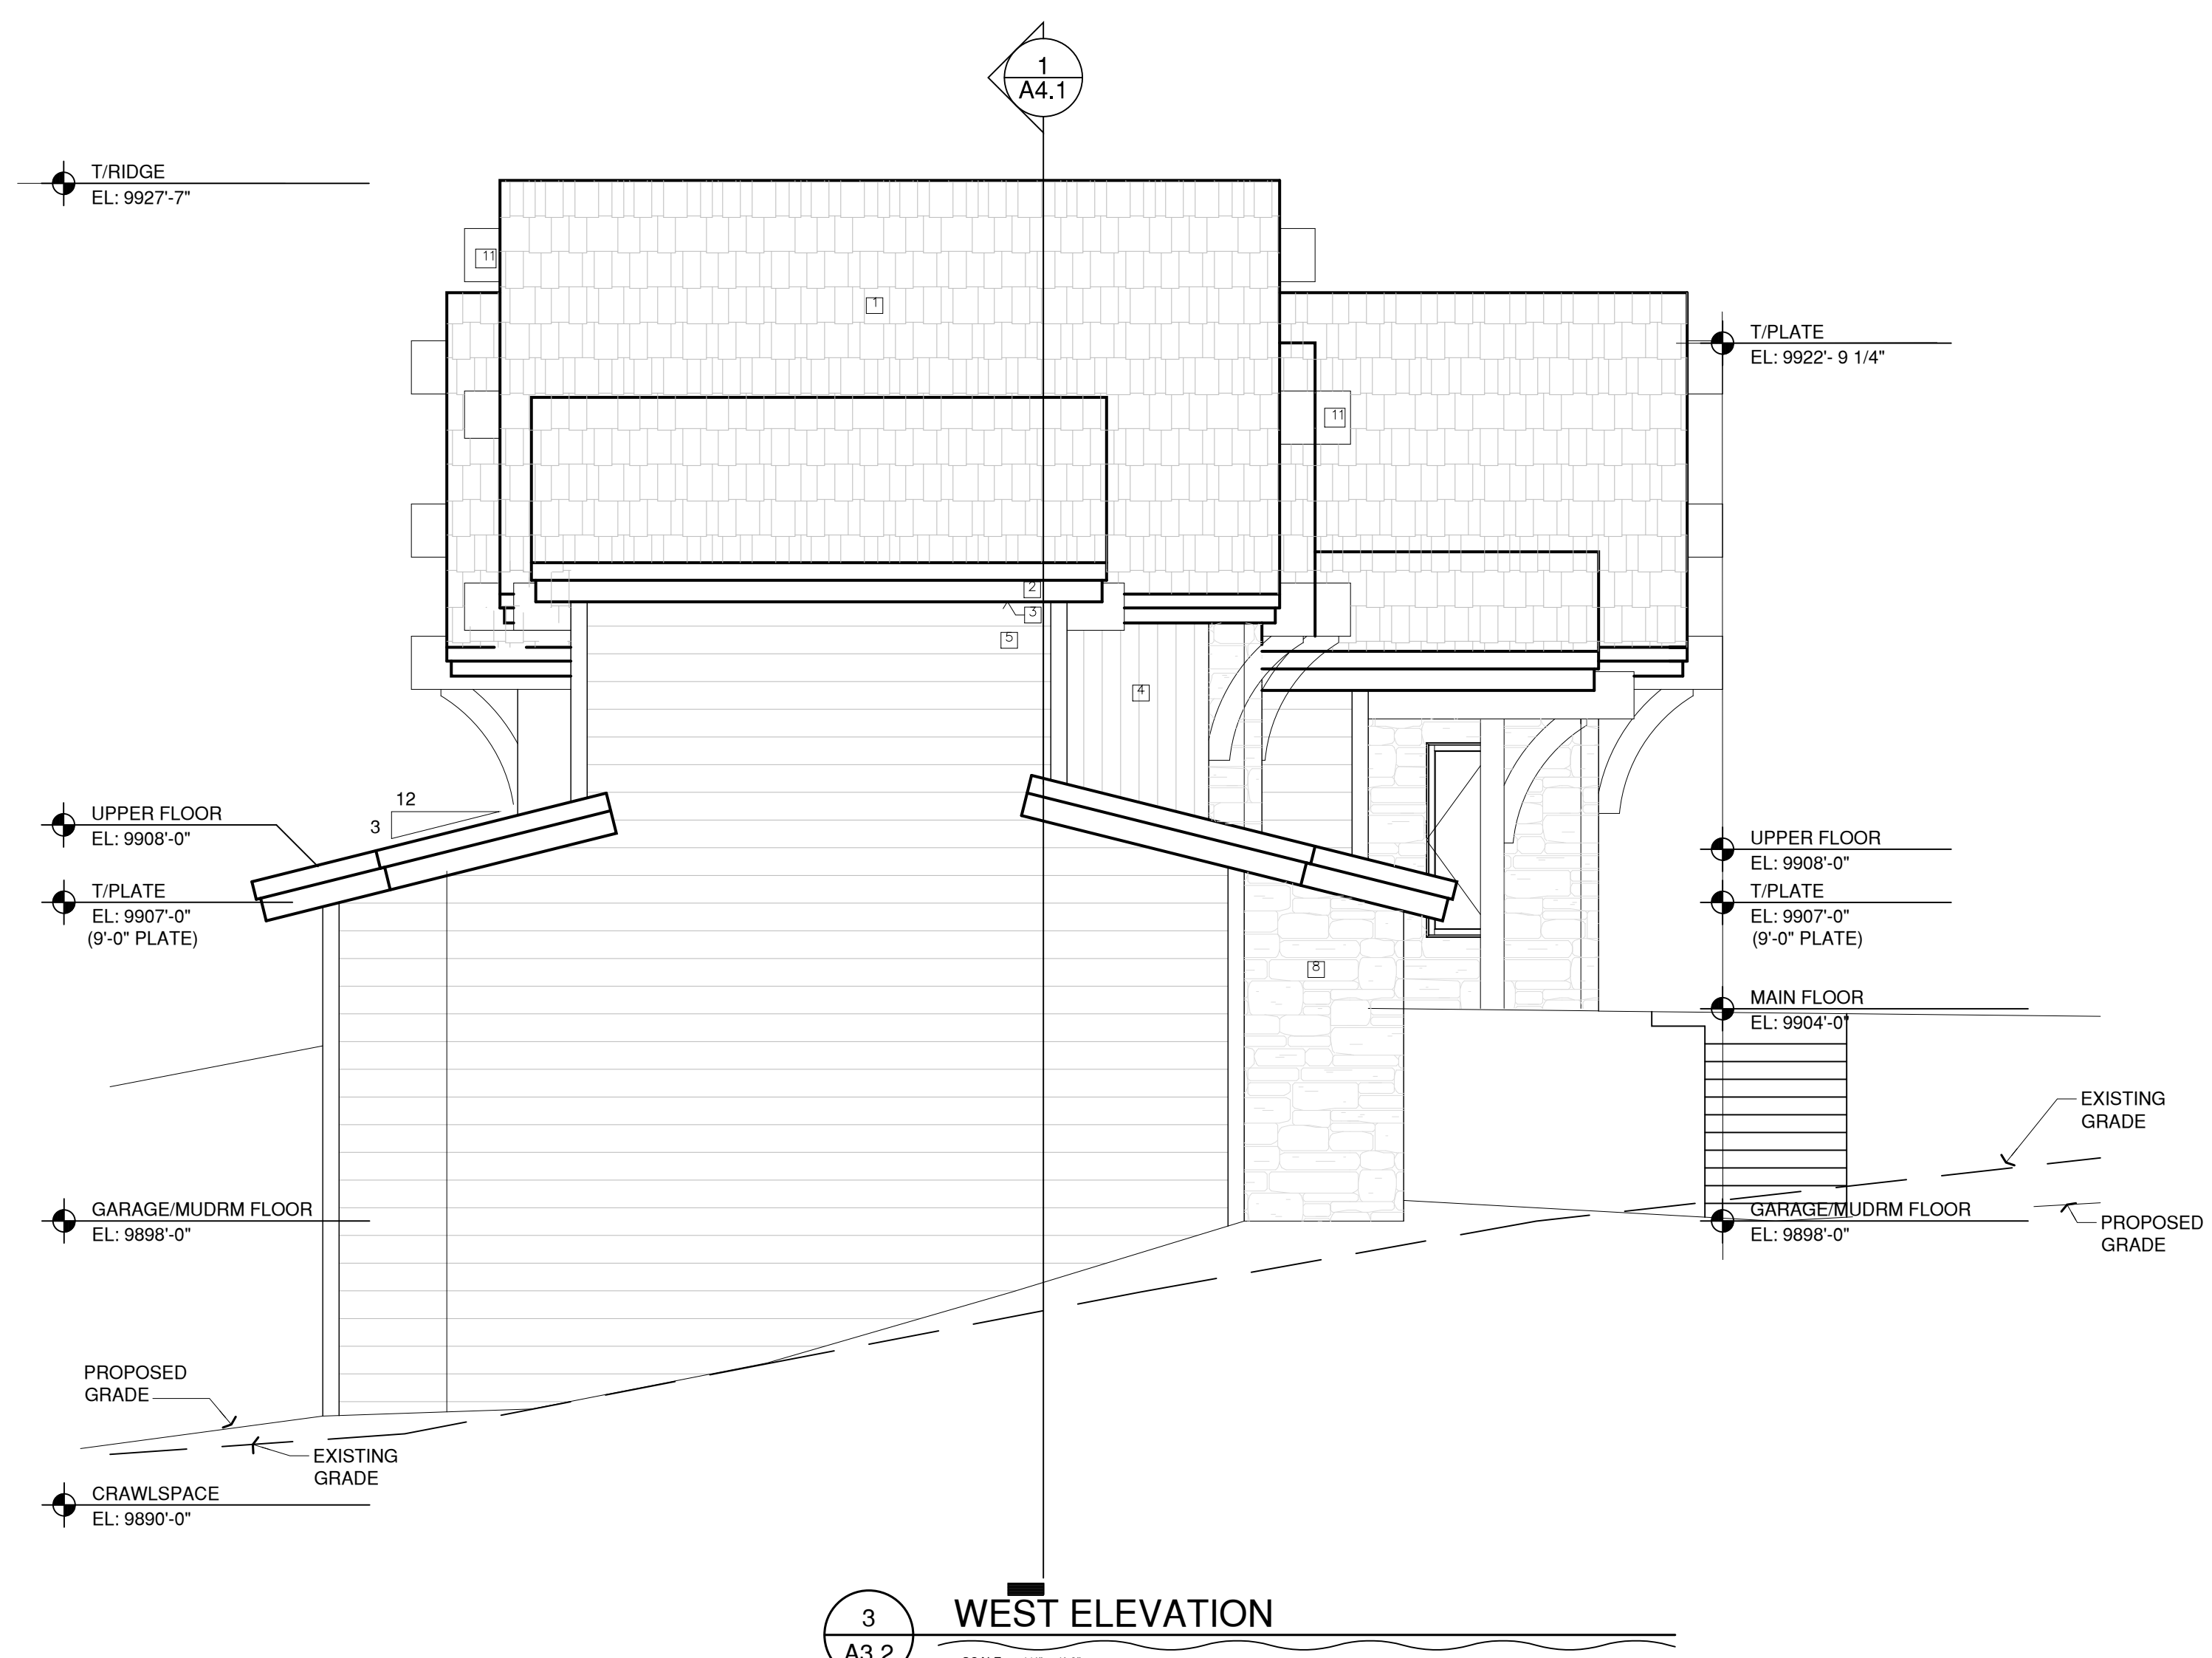 1
A4.1
T/RIDGE
EL: 9927'-7"
11
1
T/PLATE
EL: 9922'- 9 1/4"
11
2
3
5
4
12
3
UPPER FLOOR
EL: 9908'-0"
UPPER FLOOR
EL: 9908'-0"
T/PLATE
EL: 9907'-0"
(9'-0" PLATE)
T/PLATE
EL: 9907'-0"
(9'-0" PLATE)
8
MAIN FLOOR
EL: 9904'-0"
EXISTING
GRADE
GARAGE/MUDRM FLOOR
EL: 9898'-0"
GARAGE/MUDRM FLOOR
EL: 9898'-0"
PROPOSED
GRADE
PROPOSED
GRADE
EXISTING
GRADE
CRAWLSPACE
EL: 9890'-0"
3
A3.2
WEST ELEVATION